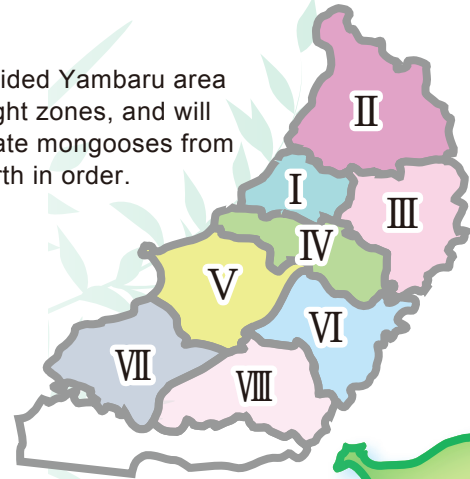 ided Yambaru area
ght zones, and will
ate mongooses from
rth in order.
Ⅱ
Ⅰ
Ⅲ
Ⅳ
Ⅴ
Ⅵ
Ⅶ
Ⅷ